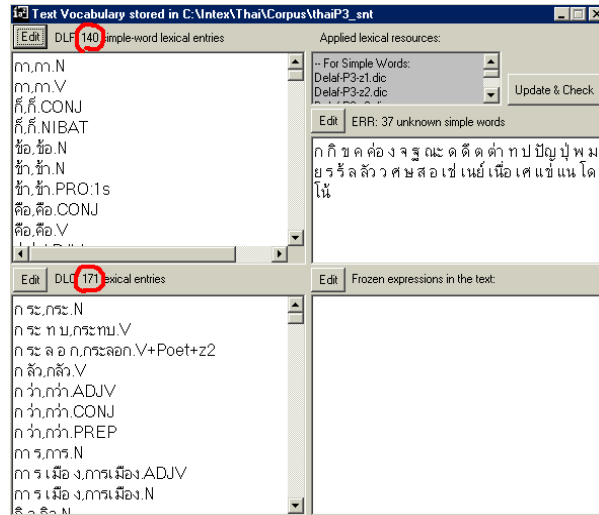 Text Vocabulary stored in C:\Intex\Thai\Corpus\thaiP3_snt
Edit DLF: 140 simple-word lexical entries
กา,กา.N
กา,กา.V
ก็,ก็.CONJ
ก็,ก็.NIBAT
ข้อ,ข้อ.N
ข้า,ข้า.N
ข้า,ข้า.PRO:1s
คือ,คือ.CONJ
คือ,คือ.V
Applied lexical resources:
-- For Simple Words:
Delaf-P3-z1.dic
Delaf-P3-z2.dic
Update & Check
Edit ERR: 37 unknown simple words
ก กิ ข ค ค่อ ง จ ฐ ณะ ด ดี ต ต่า ท ป ปัญ ปุ่ พ ม
ย ร ร้ ล ลัว ว ศ ษ ส อ เช่ เนย์ เนื่อ เศ แข่ แน โด
โน้
Edit DLC: 171 lexical entries
ก ระ,กระ.N
ก ระ ท บ,กระทบ.V
ก ระ ล อ ก,กระลอก.V+Poet+z2
ก ลัว,กลัว.V
ก ว่า,กว่า.ADJV
ก ว่า,กว่า.CONJ
ก ว่า,กว่า.PREP
กา ร,การ.N
กา ร เมือ ง,การเมือง.ADJV
กา ร เมือ ง,การเมือง.N
Edit Frozen expressions in the text: